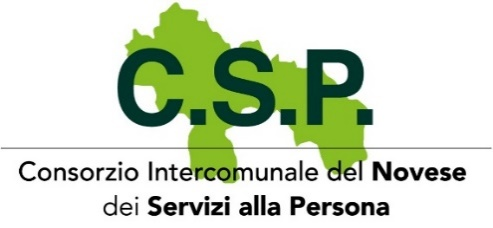 C.S.P.
Consorzio Intercomunale del Novese
dei Servizi alla Persona